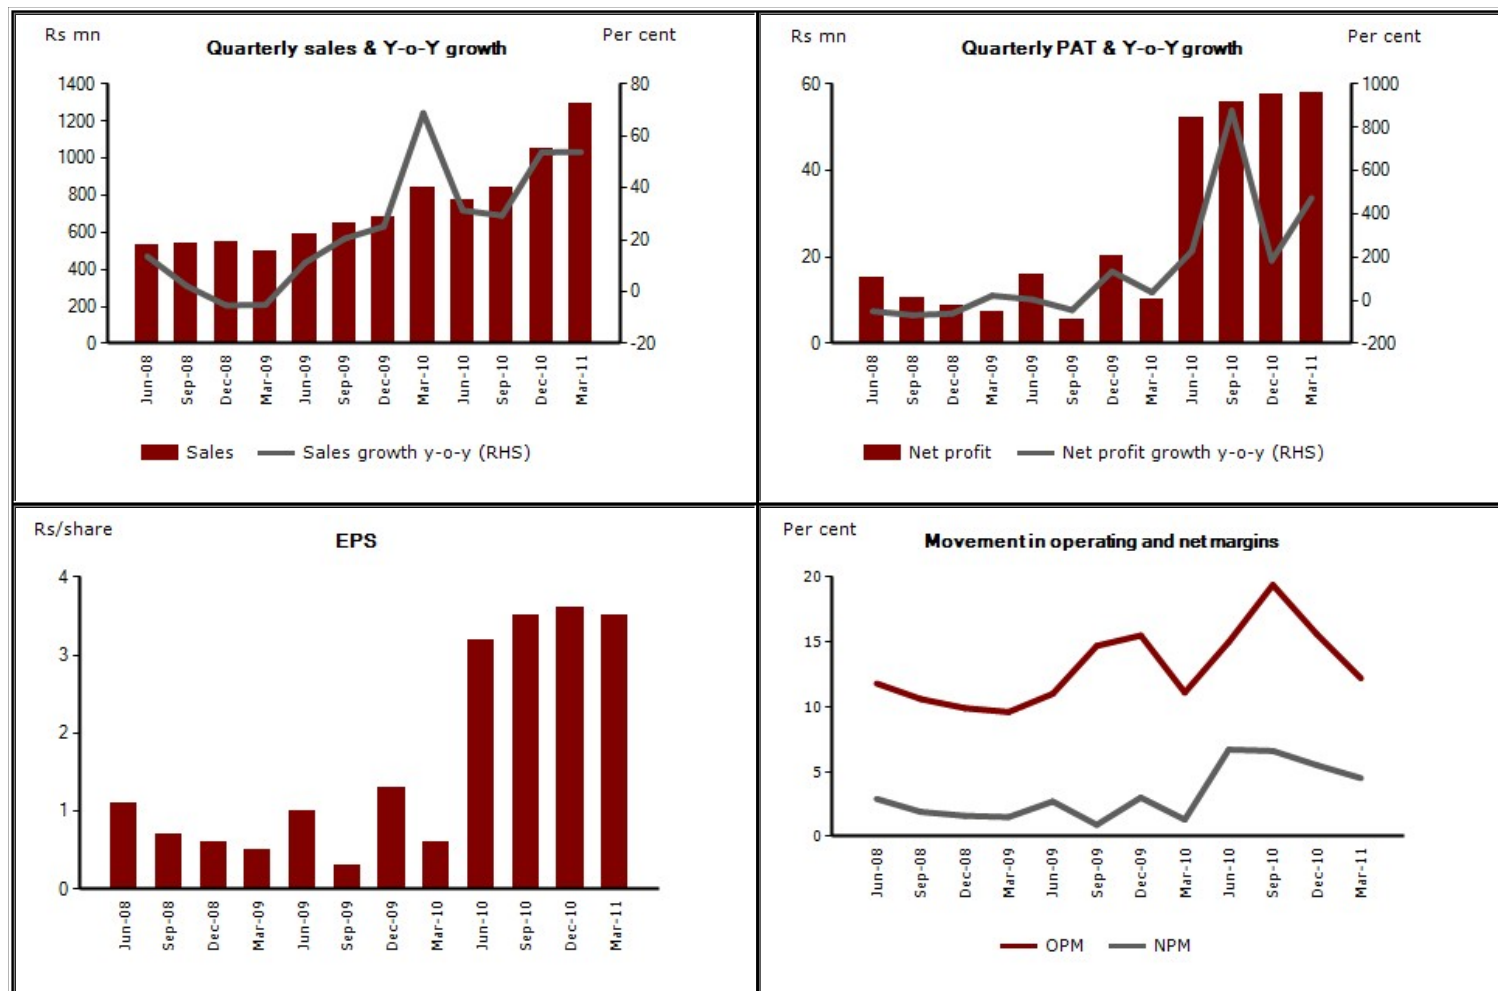 Rs mn
Quarterly sales & Y-o-Y growth
Per cent
1400
1200
1000
800
600
400
200
0
80
60
40
20
0
-20
Jun-08
Sep-08
Dec-08
Mar-09
Jun-09
Sep-09
Dec-09
Mar-10
Jun-10
Sep-10
Dec-10
Mar-11
Sales
Sales growth y-o-y (RHS)
Rs mn
Quarterly PAT & Y-o-Y growth
Per cent
60
40
20
0
1000
800
600
400
200
0
-200
Jun-08
Sep-08
Dec-08
Mar-09
Jun-09
Sep-09
Dec-09
Mar-10
Jun-10
Sep-10
Dec-10
Mar-11
Net profit
Net profit growth y-o-y (RHS)
Rs/share
EPS
4
3
2
1
0
Jun-08
Sep-08
Dec-08
Mar-09
Jun-09
Sep-09
Dec-09
Mar-10
Jun-10
Sep-10
Dec-10
Mar-11
Per cent
Movement in operating and net margins
20
15
10
5
0
Jun-08
Sep-08
Dec-08
Mar-09
Jun-09
Sep-09
Dec-09
Mar-10
Jun-10
Sep-10
Dec-10
Mar-11
OPM
NPM